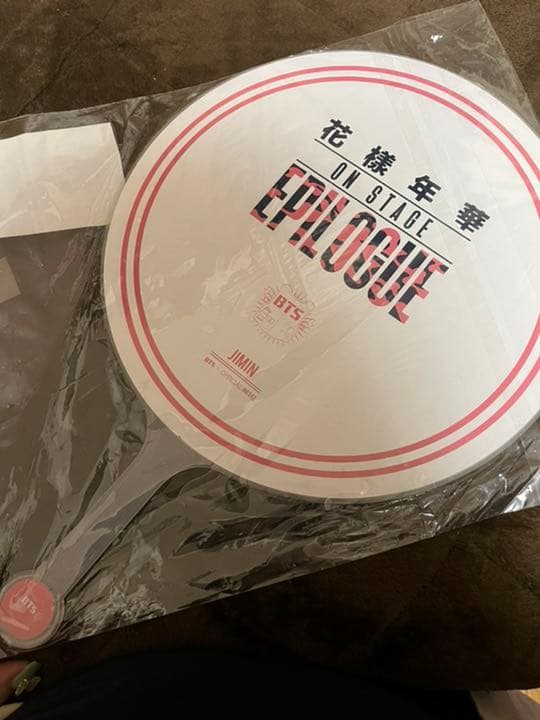 花樣年華
ON STAGE
EPILOGUE
BTS
JIMIN
BTS